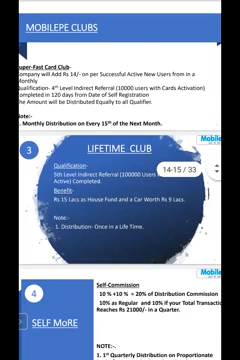 MOBILEPE CLUBS
uper-Fast Card Club-
Company will Add Rs 14/- on per Successful Active New Users from in a
Monthly
Qualification- 4th Level Indirect Referral (10000 users with Cards Activation)
Completed in 120 days from Date of Self Registration
he Amount will be Distributed Equally to all Qualifier.
Note:-
. Monthly Distribution on Every 15th of the Next Month.
Mobile
3
LIFETIME CLUB
14-15 / 33
Qualification-
5th Level Indirect Referral (100000 Users
Active) Completed.
Benefit-
Rs 15 Lacs as House Fund and a Car Worth Rs 9 Lacs.
Note:-
1. Distribution- Once in a Life Time.
Mobile
4
SELF MoRE
Self-Commission
10 % +10 % = 20% of Distribution Commission
10% as Regular and 10% if your Total Transactic
Reaches Rs 21000/- in a Quarter.
NOTE:-.
1. 1st Quarterly Distribution on Proportionate